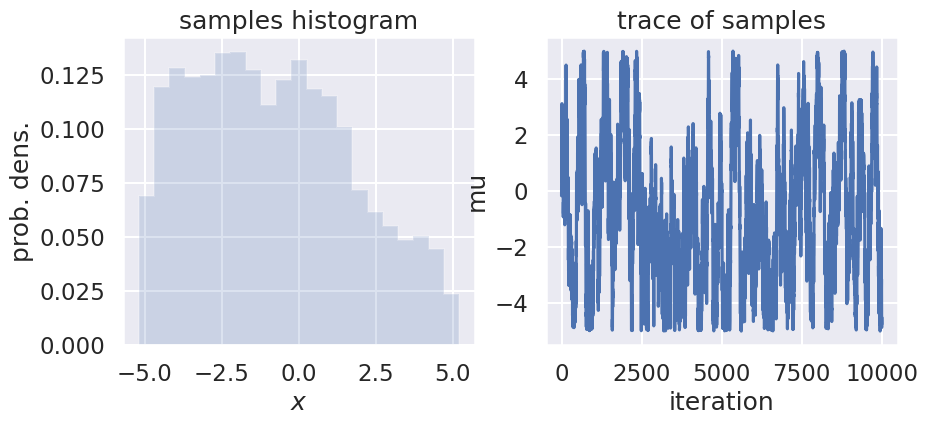 samples histogram
prob. dens.
0.125
0.100
0.075
0.050
0.025
0.000
−5.0 −2.5 0.0 2.5 5.0
x
trace of samples
mu
4
2
0
−2
−4
0 2500 5000 7500 10000
iteration